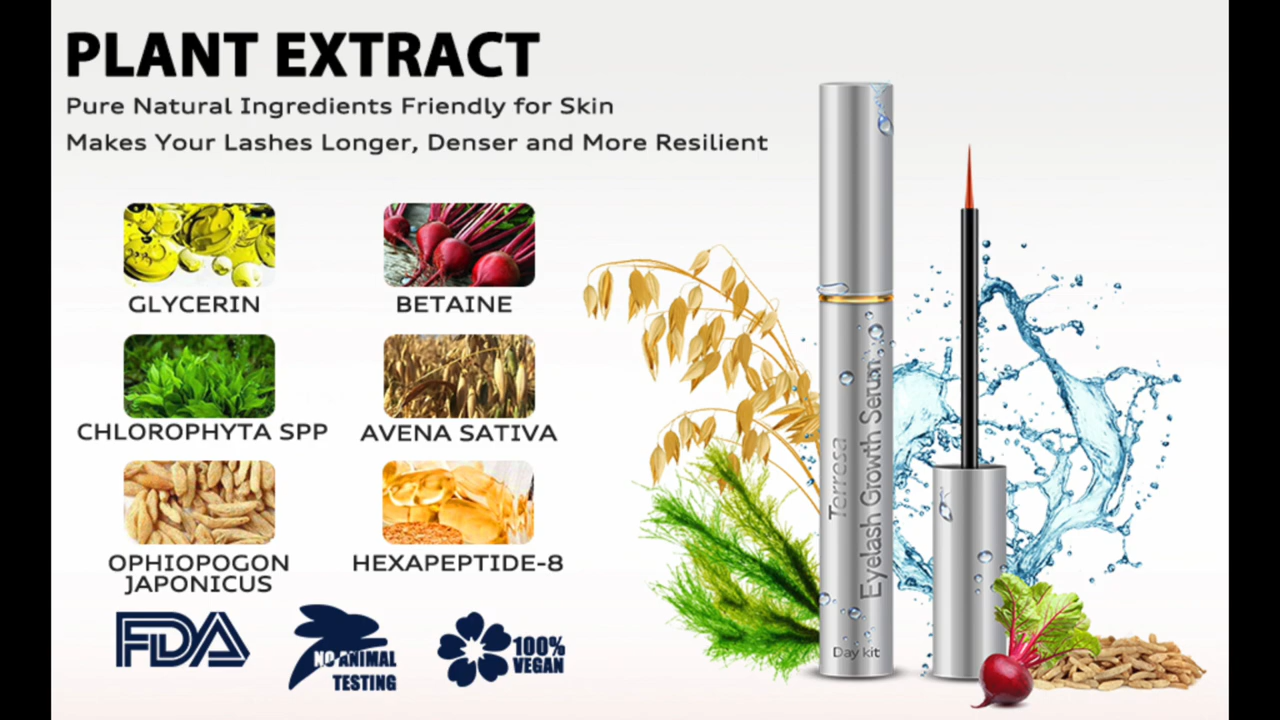 PLANT EXTRACT
Pure Natural Ingredients Friendly for Skin
Makes Your Lashes Longer, Denser and More Resilient
GLYCERIN
BETAINE
CHLOROPHYTA SPP
AVENA SATIVA
OPHIOPOGON
JAPONICUS
HEXAPEPTIDE-8
FDA
NO ANIMAL
TESTING
100%
VEGAN
Terresa
Eyelash Growth Serum
Day kit